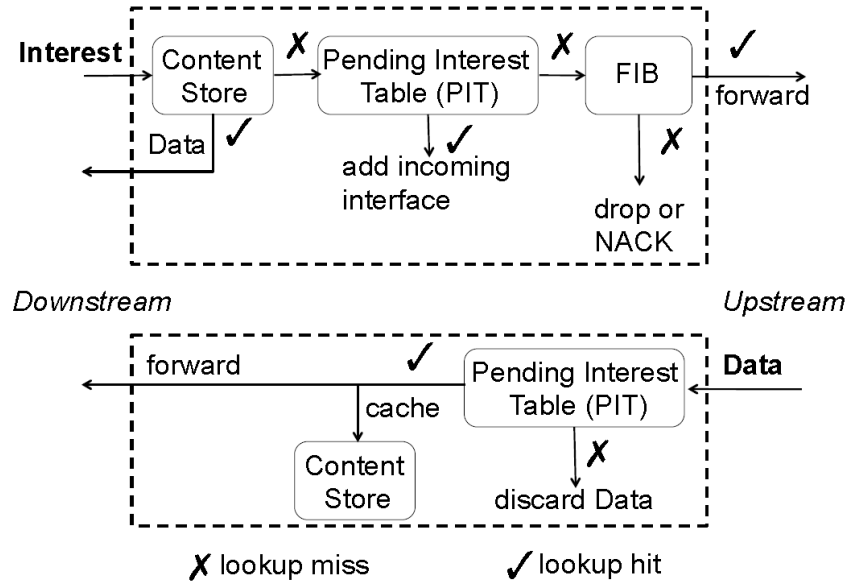 Interest
Content
Store
Pending Interest
Table (PIT)
FIB
forward
Data
add incoming
interface
drop or
NACK
Downstream
Upstream
forward
Pending Interest
Table (PIT)
Data
cache
Content
Store
discard Data
✗ lookup miss
✓ lookup hit